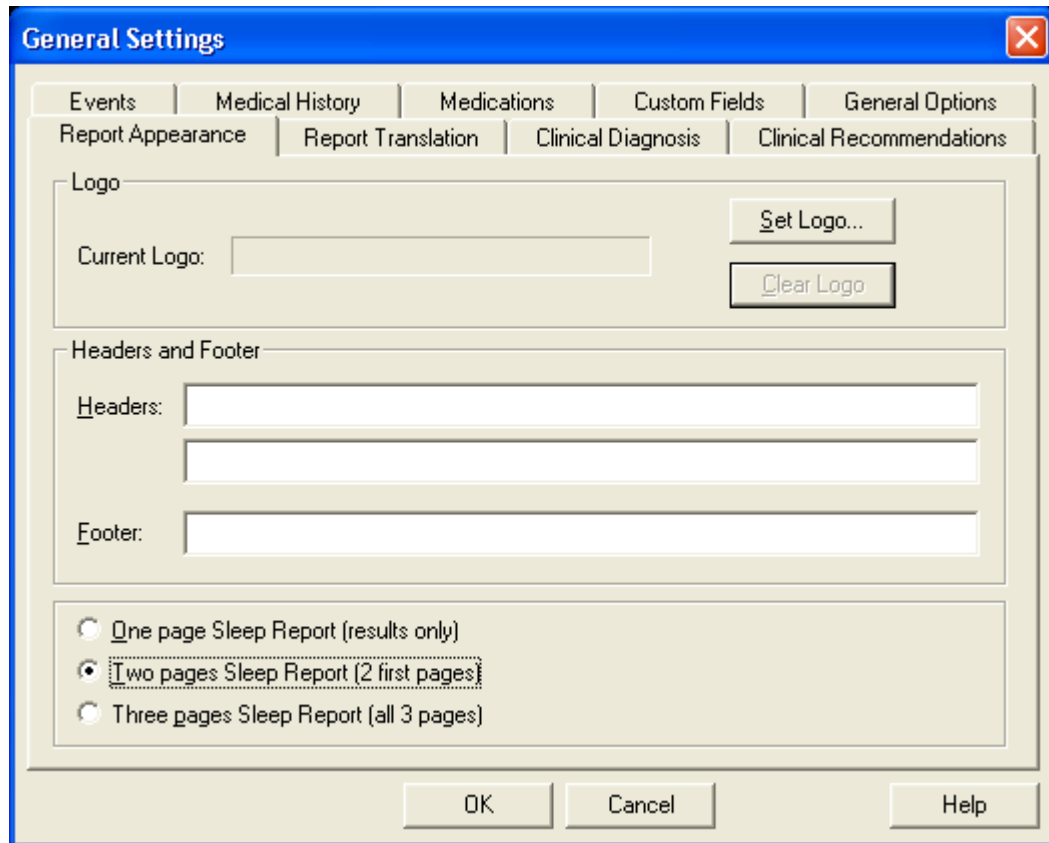 General Settings
Events Medical History Medications Custom Fields General Options
Report Appearance Report Translation Clinical Diagnosis Clinical Recommendations
Logo
Set Logo...
Current Logo:
Clear Logo
Headers and Footer
Headers:
Footer:
One page Sleep Report (results only)
Two pages Sleep Report (2 first pages)
Three pages Sleep Report (all 3 pages)
OK Cancel Help